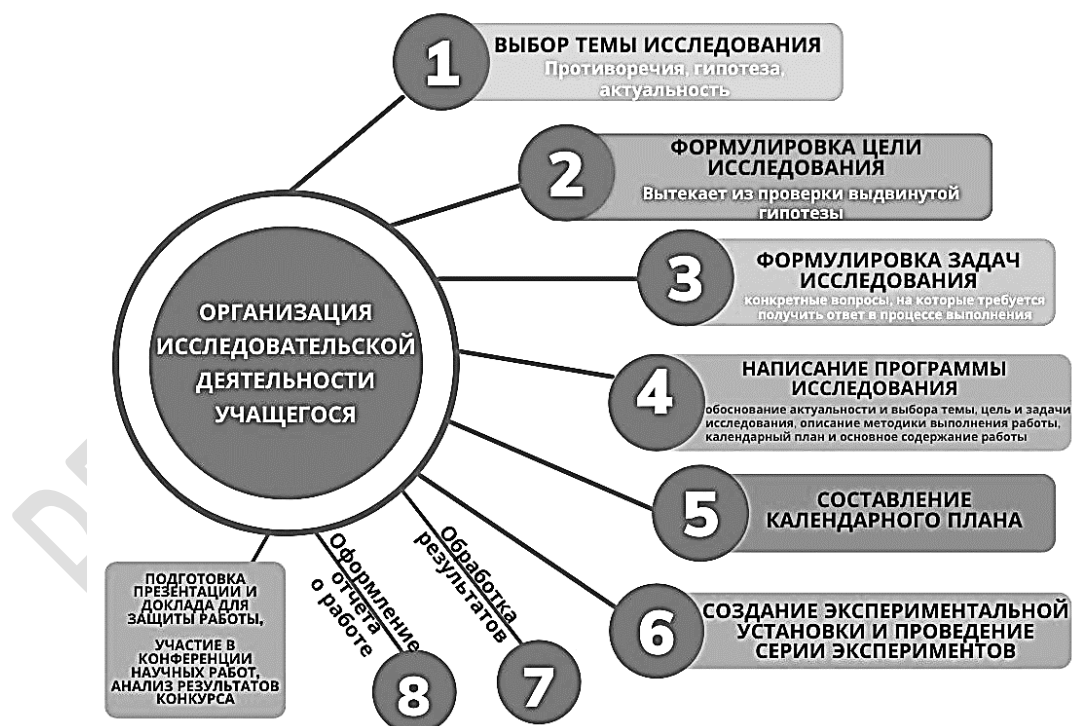 1
ВЫБОР ТЕМЫ ИССЛЕДОВАНИЯ
Противоречия, гипотеза,
актуальность
2
ФОРМУЛИРОВКА ЦЕЛИ
ИССЛЕДОВАНИЯ
Вытекает из проверки выдвинутой
гипотезы
3
ФОРМУЛИРОВКА ЗАДАЧ
ИССЛЕДОВАНИЯ
конкретные вопросы, на которые требуется
получить ответ в процессе выполнения
ОРГАНИЗАЦИЯ
ИССЛЕДОВАТЕЛЬСКОЙ
ДЕЯТЕЛЬНОСТИ
УЧАЩЕГОСЯ
4
НАПИСАНИЕ ПРОГРАММЫ
ИССЛЕДОВАНИЯ
обоснование актуальности и выбора темы, цель и задачи
исследования, описание методики выполнения работы,
календарный план и основное содержание работы
5
СОСТАВЛЕНИЕ
КАЛЕНДАРНОГО ПЛАНА
6
СОЗДАНИЕ ЭКСПЕРИМЕНТАЛЬНОЙ
УСТАНОВКИ И ПРОВЕДЕНИЕ
СЕРИИ ЭКСПЕРИМЕНТОВ
Обработка
результатов
7
Оформление
отчета
о работе
8
ПОДГОТОВКА
ПРЕЗЕНТАЦИИ И
ДОКЛАДА ДЛЯ
ЗАЩИТЫ РАБОТЫ,
УЧАСТИЕ В
КОНФЕРЕНЦИИ
НАУЧНЫХ РАБОТ,
АНАЛИЗ РЕЗУЛЬТАТОВ
КОНКУРСА